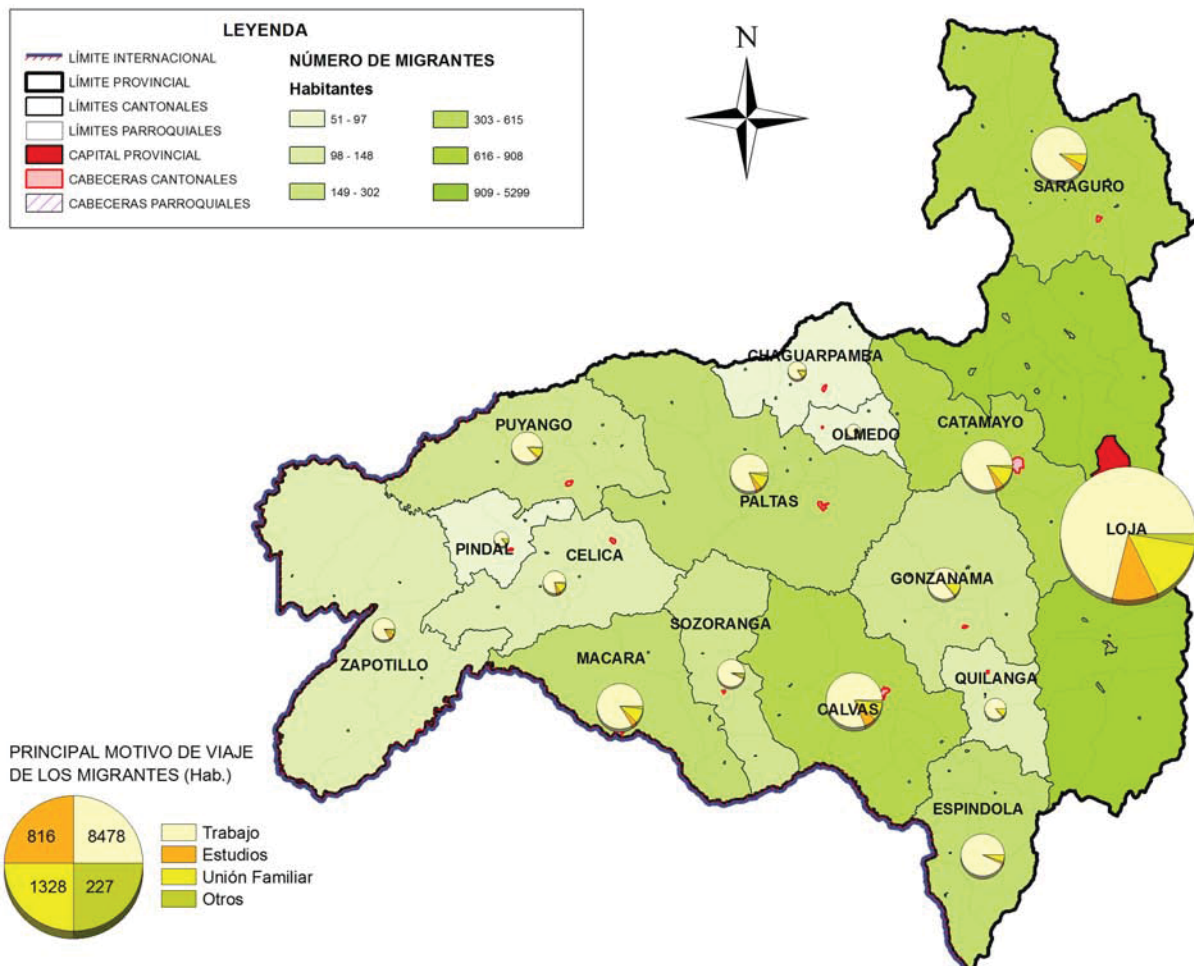 LEYENDA
LÍMITE INTERNACIONAL
LÍMITE PROVINCIAL
LÍMITES CANTONALES
LÍMITES PARROQUIALES
CAPITAL PROVINCIAL
CABECERAS CANTONALES
CABECERAS PARROQUIALES
NÚMERO DE MIGRANTES
Habitantes
51 - 97
98 - 148
149 - 302
303 - 615
616 - 908
909 - 5299
N
SARAGURO
CHAGUARPAMBA
OLMEDO
CATAMAYO
PUYANGO
PALTAS
LOJA
PINDAL
CELICA
GONZANAMA
SOZORANGA
ZAPOTILLO
MACARA
QUILANGA
CALVAS
ESPINDOLA
PRINCIPAL MOTIVO DE VIAJE
DE LOS MIGRANTES (Hab.)
816
8478
1328
227
Trabajo
Estudios
Unión Familiar
Otros